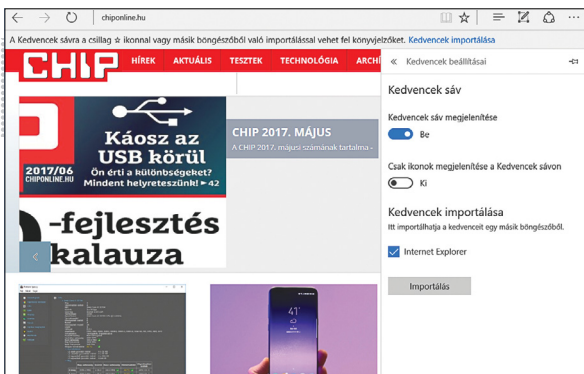 chiponline.hu
A Kedvencek sávra a csillag ☆ ikonnal vagy másik böngészőből való importálással vehet fel könyvjelzőket. Kedvencek importálása
CHIP
HÍREK AKTUÁLIS TESZTEK TECHNOLÓGIA ARCHÍ
Káosz az
USB körül
Ön érti a különbségeket?
Mindent helyreteszünk! ►42
2017/06
CHIPONLINE.HU
CHIP 2017. MÁJUS
A CHIP 2017. májusi számának tartalma »
-fejlesztés
kalauza
41°
« Kedvencek beállításai
Kedvencek sáv
Kedvencek sáv megjelenítése
Be
Csak ikonok megjelenítése a Kedvencek sávon
Ki
Kedvencek importálása
Itt importálhatja a kedvenceit egy másik böngészőből.
Internet Explorer
Importálás